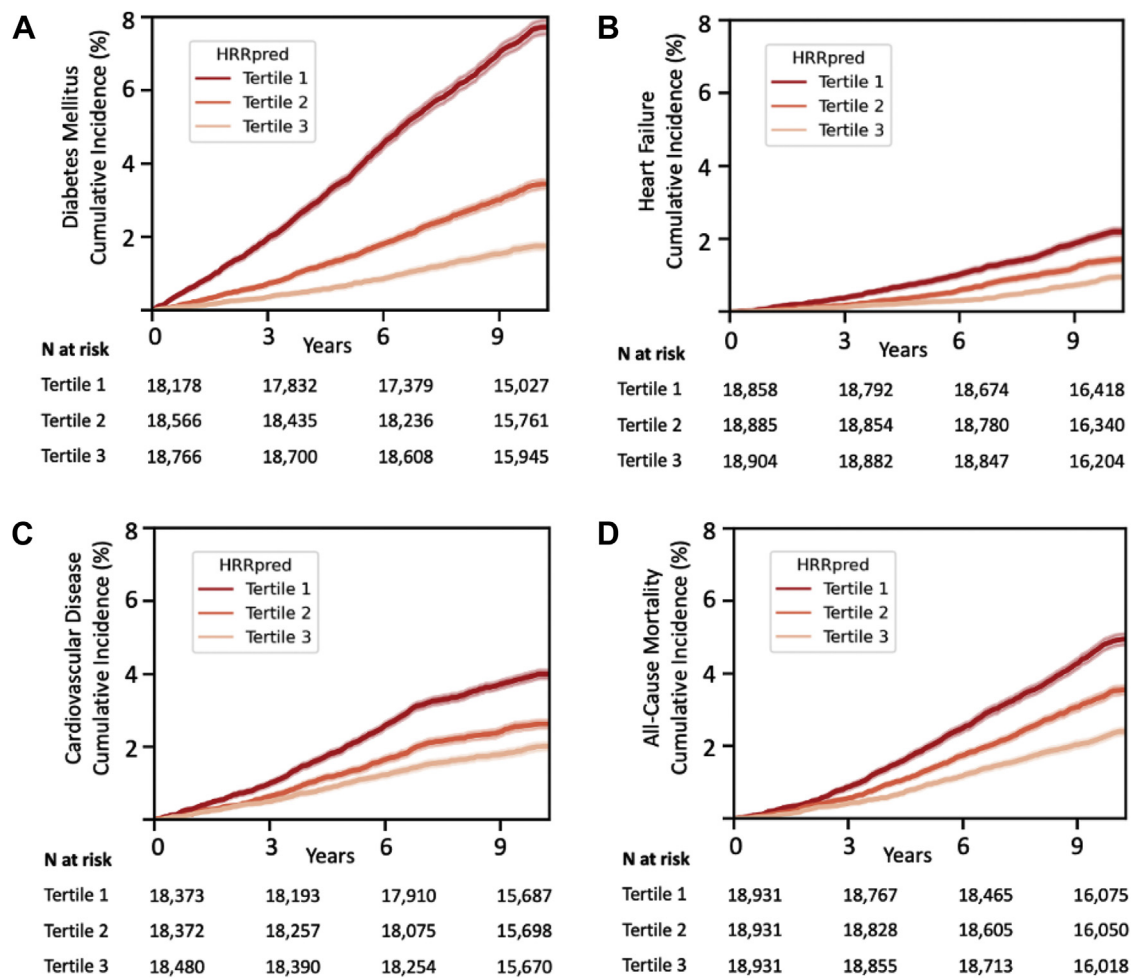 A
Diabetes Mellitus
Cumulative Incidence (%)
8
6
4
2
HRRpred
Tertile 1
Tertile 2
Tertile 3
0 3 6 9
Years
N at risk
Tertile 1 18,178 17,832 17,379 15,027
Tertile 2 18,566 18,435 18,236 15,761
Tertile 3 18,766 18,700 18,608 15,945
B
Heart Failure
Cumulative Incidence (%)
8
6
4
2
HRRpred
Tertile 1
Tertile 2
Tertile 3
0 3 6 9
Years
N at risk
Tertile 1 18,858 18,792 18,674 16,418
Tertile 2 18,885 18,854 18,780 16,340
Tertile 3 18,904 18,882 18,847 16,204
C
Cardiovascular Disease
Cumulative Incidence (%)
8
6
4
2
HRRpred
Tertile 1
Tertile 2
Tertile 3
0 3 6 9
Years
N at risk
Tertile 1 18,373 18,193 17,910 15,687
Tertile 2 18,372 18,257 18,075 15,698
Tertile 3 18,480 18,390 18,254 15,670
D
All-Cause Mortality
Cumulative Incidence (%)
8
6
4
2
HRRpred
Tertile 1
Tertile 2
Tertile 3
0 3 6 9
Years
N at risk
Tertile 1 18,931 18,767 18,465 16,075
Tertile 2 18,931 18,828 18,605 16,050
Tertile 3 18,931 18,855 18,713 16,018